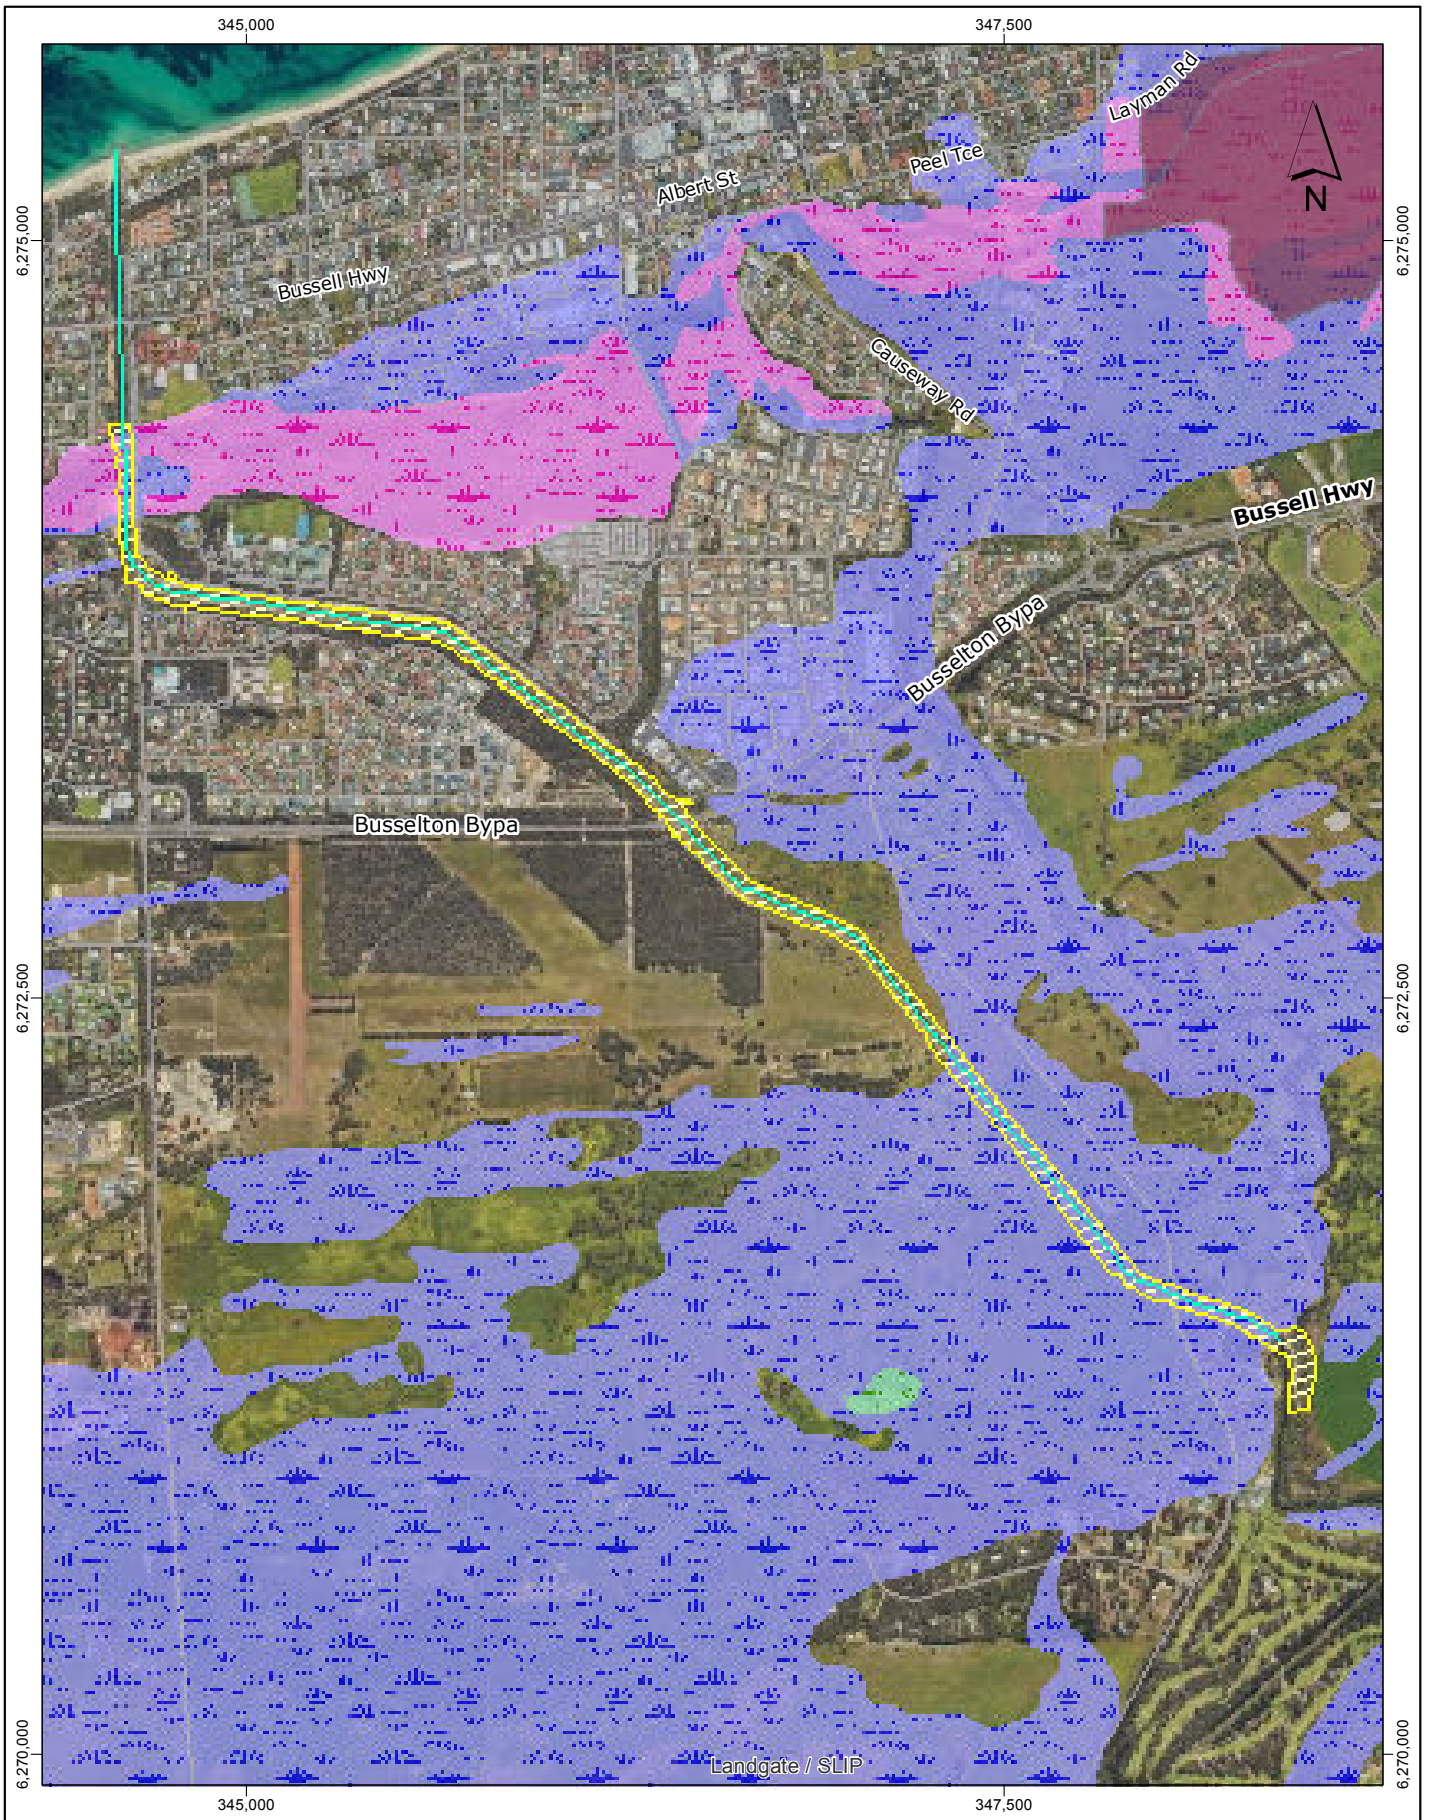 345,000
347,500
Layman Rd
Peel Tce
Albert St
N
6,275,000
6,275,000
Bussell Hwy
Causeway Rd
Bussell Hwy
Busselton Bypa
Busselton Bypa
6,272,500
6,272,500
6,270,000
6,270,000
Landgate / SLIP
345,000
347,500